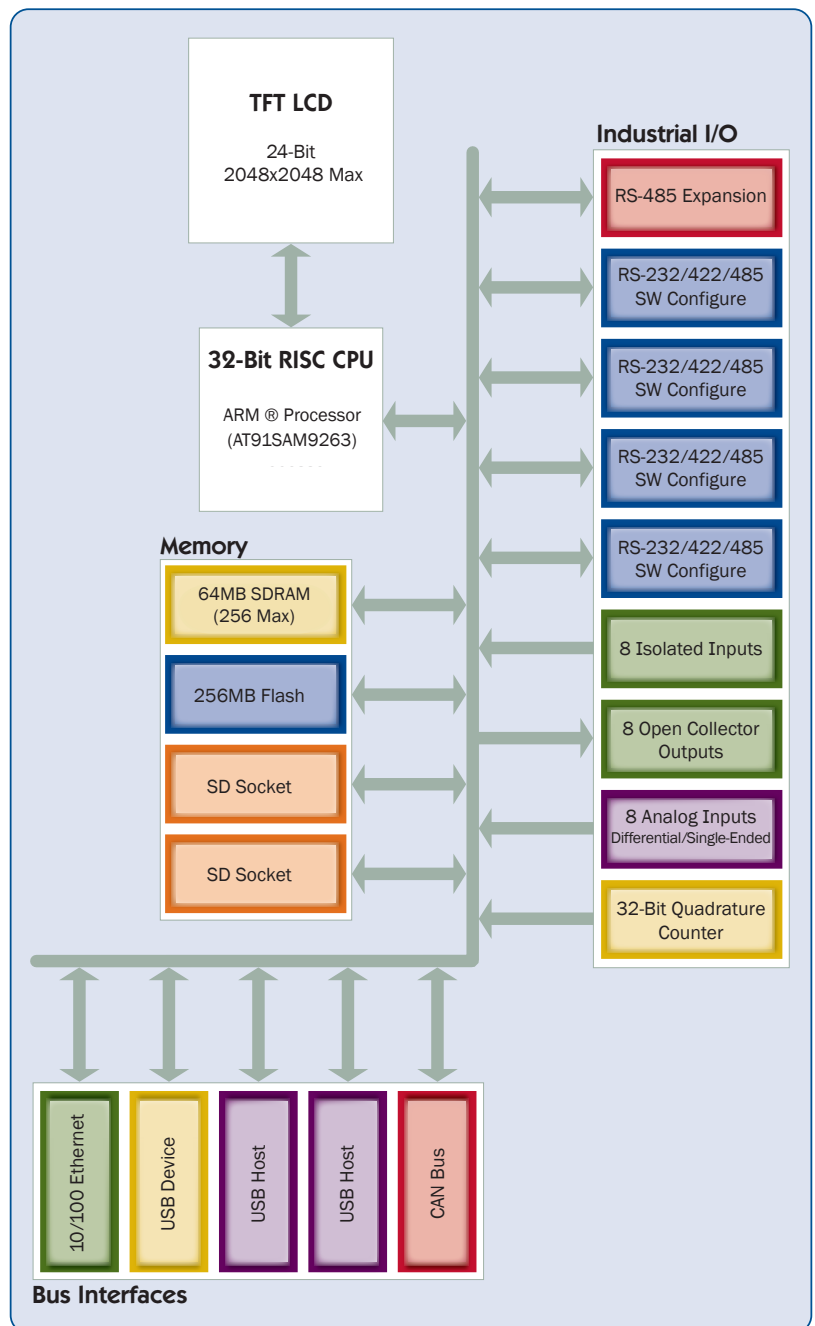 TFT LCD
24-Bit
2048x2048 Max
32-Bit RISC CPU
ARM ® Processor
(AT91SAM9263)
Memory
64MB SDRAM
(256 Max)
256MB Flash
SD Socket
SD Socket
Industrial I/O
RS-485 Expansion
RS-232/422/485
SW Configure
RS-232/422/485
SW Configure
RS-232/422/485
SW Configure
RS-232/422/485
SW Configure
8 Isolated Inputs
8 Open Collector
Outputs
8 Analog Inputs
Differential/Single-Ended
32-Bit Quadrature
Counter
10/100 Ethernet
USB Device
USB Host
USB Host
CAN Bus
Bus Interfaces